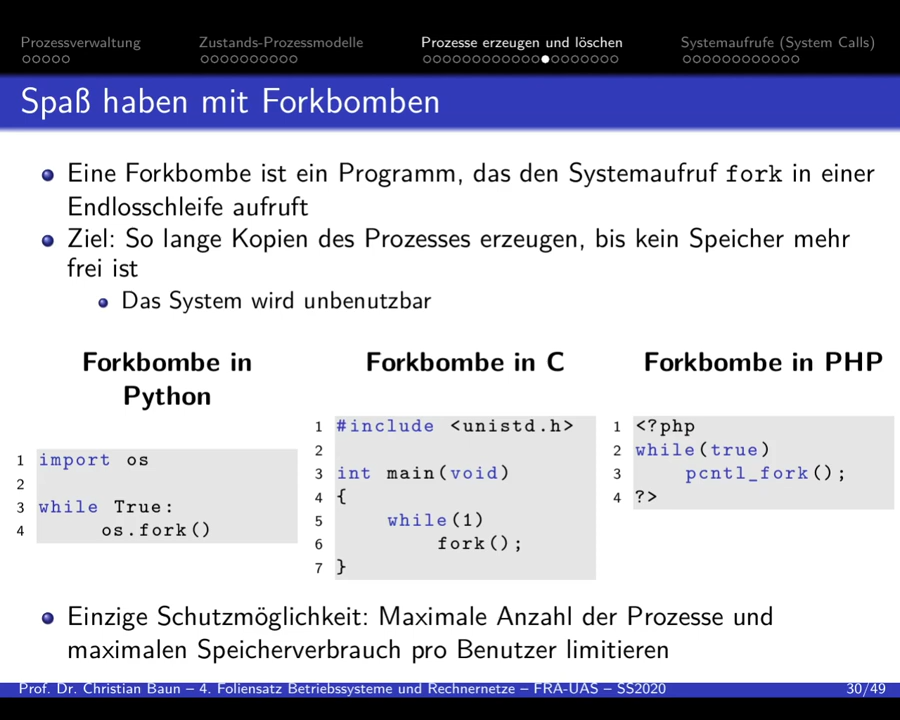 Prozessverwaltung Zustands-Prozessmodelle Prozesse erzeugen und löschen Systemaufrufe (System Calls)
Spaß haben mit Forkbomben
Eine Forkbombe ist ein Programm, das den Systemaufruf fork in einer
Endlosschleife aufruft
Ziel: So lange Kopien des Prozesses erzeugen, bis kein Speicher mehr
frei ist
Das System wird unbenutzbar
Forkbombe in
Python
1 import os
2
3 while True:
4 os.fork()
Forkbombe in C
1 #include <unistd.h>
2
3 int main(void)
4 {
5 while(1)
6 fork();
7 }
Forkbombe in PHP
1 <?php
2 while(true)
3 pcntl_fork();
4 ?>
Einzige Schutzmöglichkeit: Maximale Anzahl der Prozesse und
maximalen Speicherverbrauch pro Benutzer limitieren
Prof. Dr. Christian Baun – 4. Foliensatz Betriebssysteme und Rechnernetze – FRA-UAS – SS2020 30/49